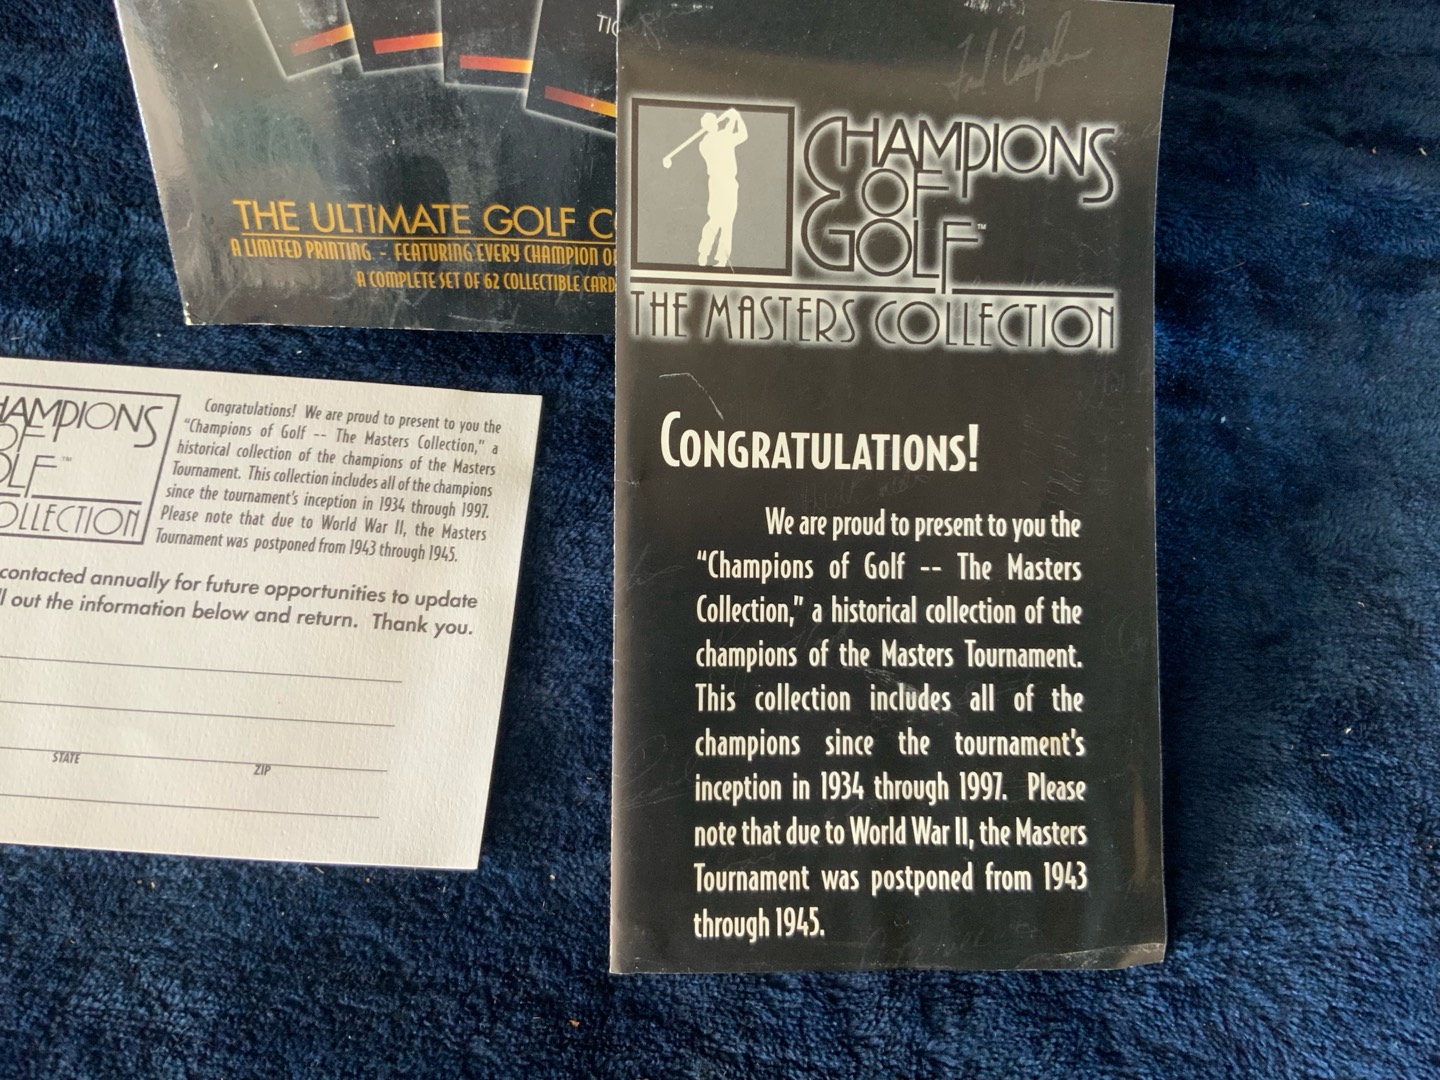 THE ULTIMATE GOLF
A LIMITED PRINTING -- FEATURING EVERY CHAMPION
A COMPLETE SET OF 62 COLLECTIBLE CARD
CHAMPIONS
OF
GOLF™
THE MASTERS COLLECTION
CONGRATULATIONS!
We are proud to present to you the
"Champions of Golf -- The Masters
Collection," a historical collection of the
champions of the Masters Tournament.
This collection includes all of the
champions since the tournament's
inception in 1934 through 1997. Please
note that due to World War II, the Masters
Tournament was postponed from 1943
through 1945.
HAMPIONS
OF
OLF™
OLLECTION
Congratulations! We are proud to present to you the
"Champions of Golf -- The Masters Collection," a
historical collection of the champions of the Masters
Tournament. This collection includes all of the champions
since the tournament's inception in 1934 through 1997.
Please note that due to World War II, the Masters
Tournament was postponed from 1943 through 1945.
contacted annually for future opportunities to update
ll out the information below and return. Thank you.
STATE
ZIP